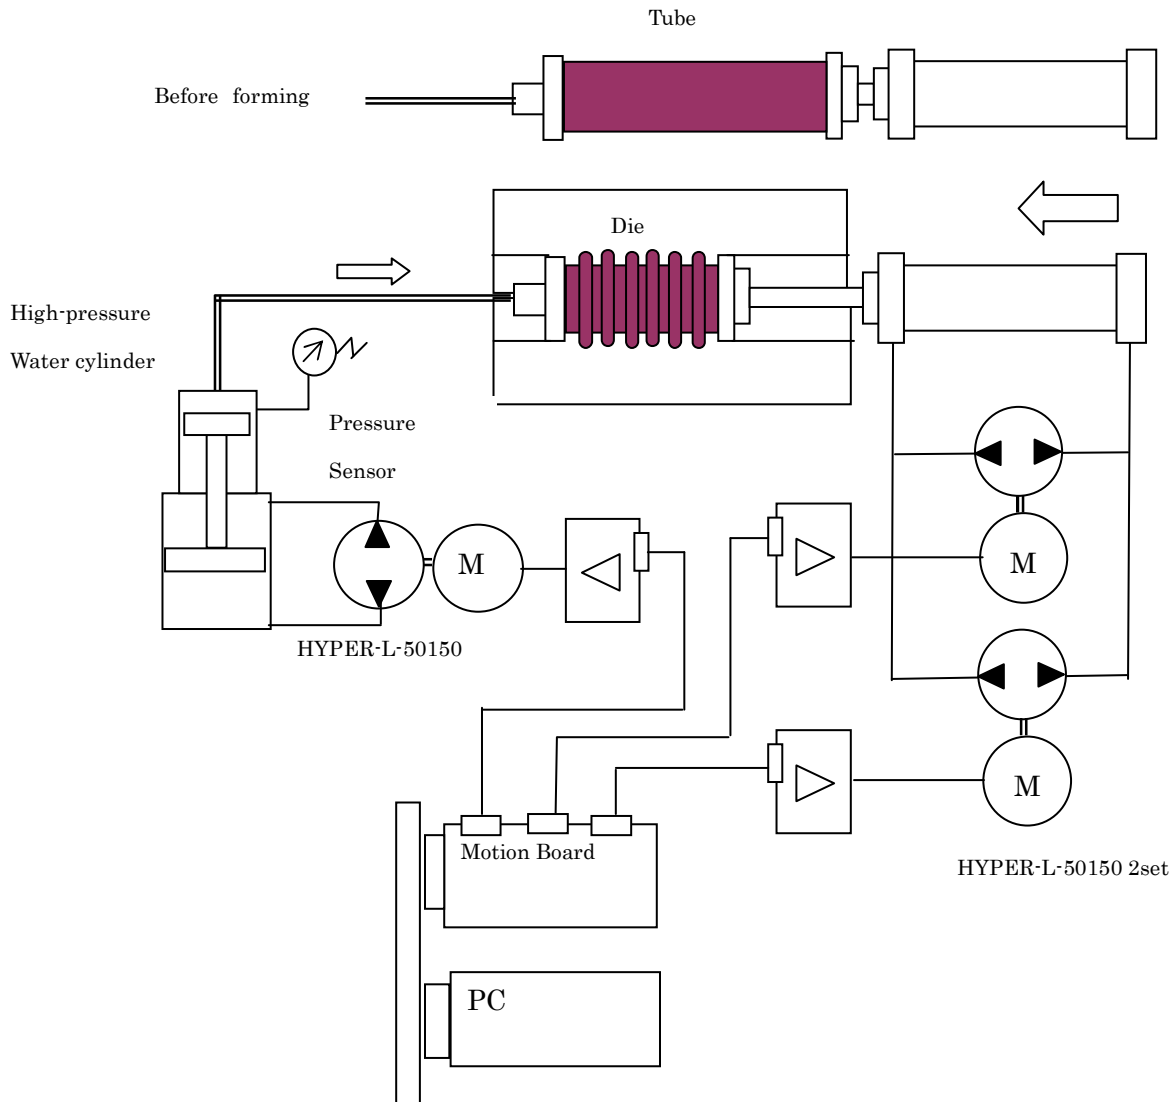 Tube
Before forming
Die
High-pressure
Water cylinder
Pressure
Sensor
M
M
HYPER-L-50150
M
Motion Board
HYPER-L-50150 2set
PC